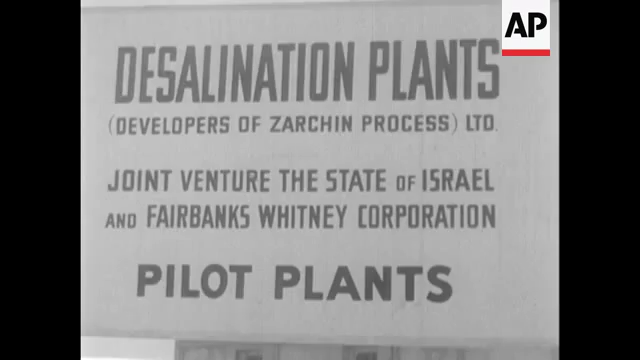 AP
DESALINATION PLANTS
(DEVELOPERS OF ZARCHIN PROCESS) LTD.
JOINT VENTURE THE STATE OF ISRAEL
AND FAIRBANKS WHITNEY CORPORATION
PILOT PLANTS